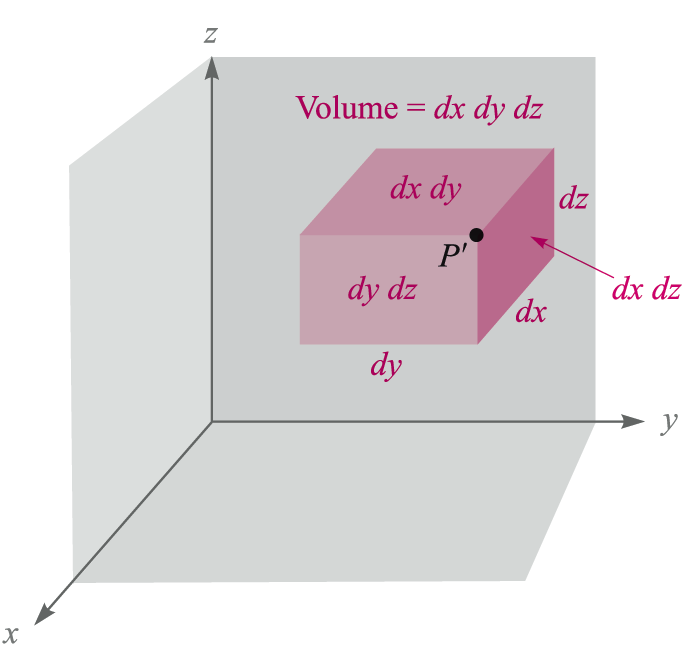 z
Volume = dx dy dz
dx dy
dz
P′
dy dz
dx dz
dx
dy
y
x